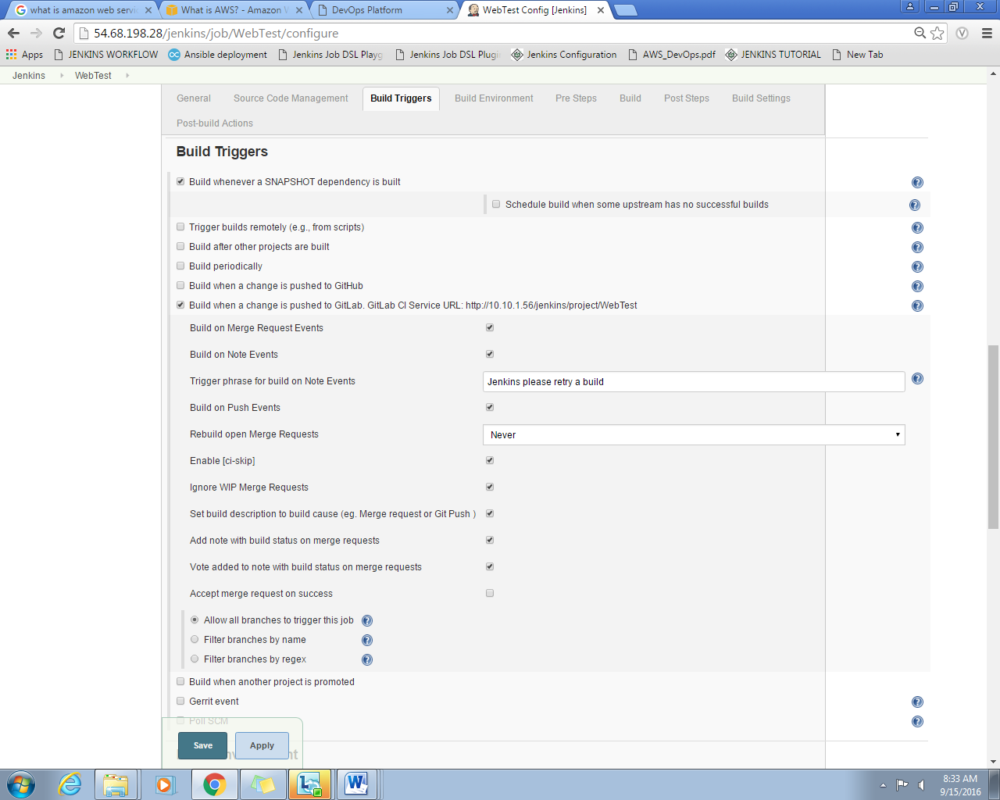 what is amazon web servi
What is AWS? - Amazon W
DevOps Platform
WebTest Config [Jenkins]
54.68.198.28/jenkins/job/WebTest/configure
Apps
JENKINS WORKFLOW
Ansible deployment
Jenkins Job DSL Playg
Jenkins Job DSL Plugi
Jenkins Configuration
AWS_DevOps.pdf
JENKINS TUTORIAL
New Tab
Jenkins
WebTest
General
Source Code Management
Build Triggers
Build Environment
Pre Steps
Build
Post Steps
Build Settings
Post-build Actions
Build Triggers
Build whenever a SNAPSHOT dependency is built
Schedule build when some upstream has no successful builds
Trigger builds remotely (e.g., from scripts)
Build after other projects are built
Build periodically
Build when a change is pushed to GitHub
Build when a change is pushed to GitLab. GitLab CI Service URL: http://10.10.1.56/jenkins/project/WebTest
Build on Merge Request Events
Build on Note Events
Trigger phrase for build on Note Events
Jenkins please retry a build
Build on Push Events
Rebuild open Merge Requests
Never
Enable [ci-skip]
Ignore WIP Merge Requests
Set build description to build cause (eg. Merge request or Git Push )
Add note with build status on merge requests
Vote added to note with build status on merge requests
Accept merge request on success
Allow all branches to trigger this job
Filter branches by name
Filter branches by regex
Build when another project is promoted
Gerrit event
Poll SCM
Save
Apply
8:33 AM
9/15/2016